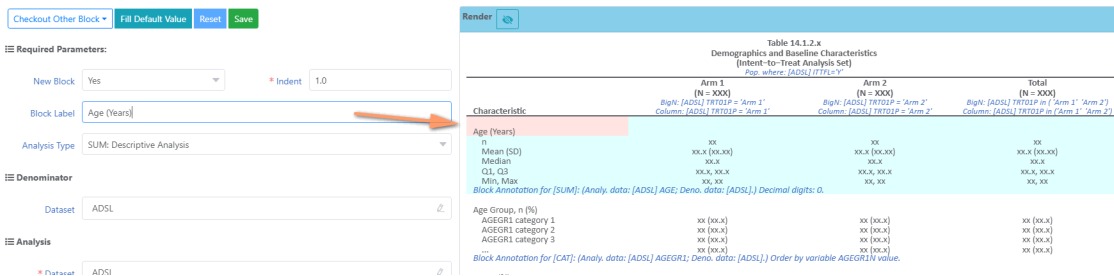 Checkout Other Block
Fill Default Value
Reset
Save
Required Parameters:
New Block Yes * Indent 1.0
Block Label Age (Years)
Analysis Type SUM: Descriptive Analysis
Denominator
Dataset ADSL
Analysis
* Dataset ADSL
Render
Table 14.1.2.x
Demographics and Baseline Characteristics
(Intent-to-Treat Analysis Set)
Pop. where: [ADSL] ITTFL='Y'
Arm 1 Arm 2 Total
(N = XXX) (N = XXX) (N = XXX)
BigN: [ADSL] TRT01P = 'Arm 1' BigN: [ADSL] TRT01P = 'Arm 2' BigN: [ADSL] TRT01P in ( 'Arm 1' 'Arm 2')
Characteristic Column: [ADSL] TRT01P = 'Arm 1' Column: [ADSL] TRT01P = 'Arm 2' Column: [ADSL] TRT01P in ('Arm 1' 'Arm 2')
Age (Years)
n xx xx xx
Mean (SD) xx.x (xx.xx) xx.x (xx.xx) xx.x (xx.xx)
Median xx.x xx.x xx.x
Q1, Q3 xx.x, xx.x xx.x, xx.x xx.x, xx.x
Min, Max xx, xx xx, xx xx, xx
Block Annotation for [SUM]: (Analy. data: [ADSL] AGE; Deno. data: [ADSL].) Decimal digits: 0.
Age Group, n (%)
AGEGR1 category 1 xx (xx.x) xx (xx.x) xx (xx.x)
AGEGR1 category 2 xx (xx.x) xx (xx.x) xx (xx.x)
AGEGR1 category 3 xx (xx.x) xx (xx.x) xx (xx.x)
... xx (xx.x) xx (xx.x) xx (xx.x)
Block Annotation for [CAT]: (Analy. data: [ADSL] AGEGR1; Deno. data: [ADSL].) Order by variable AGEGR1N value.